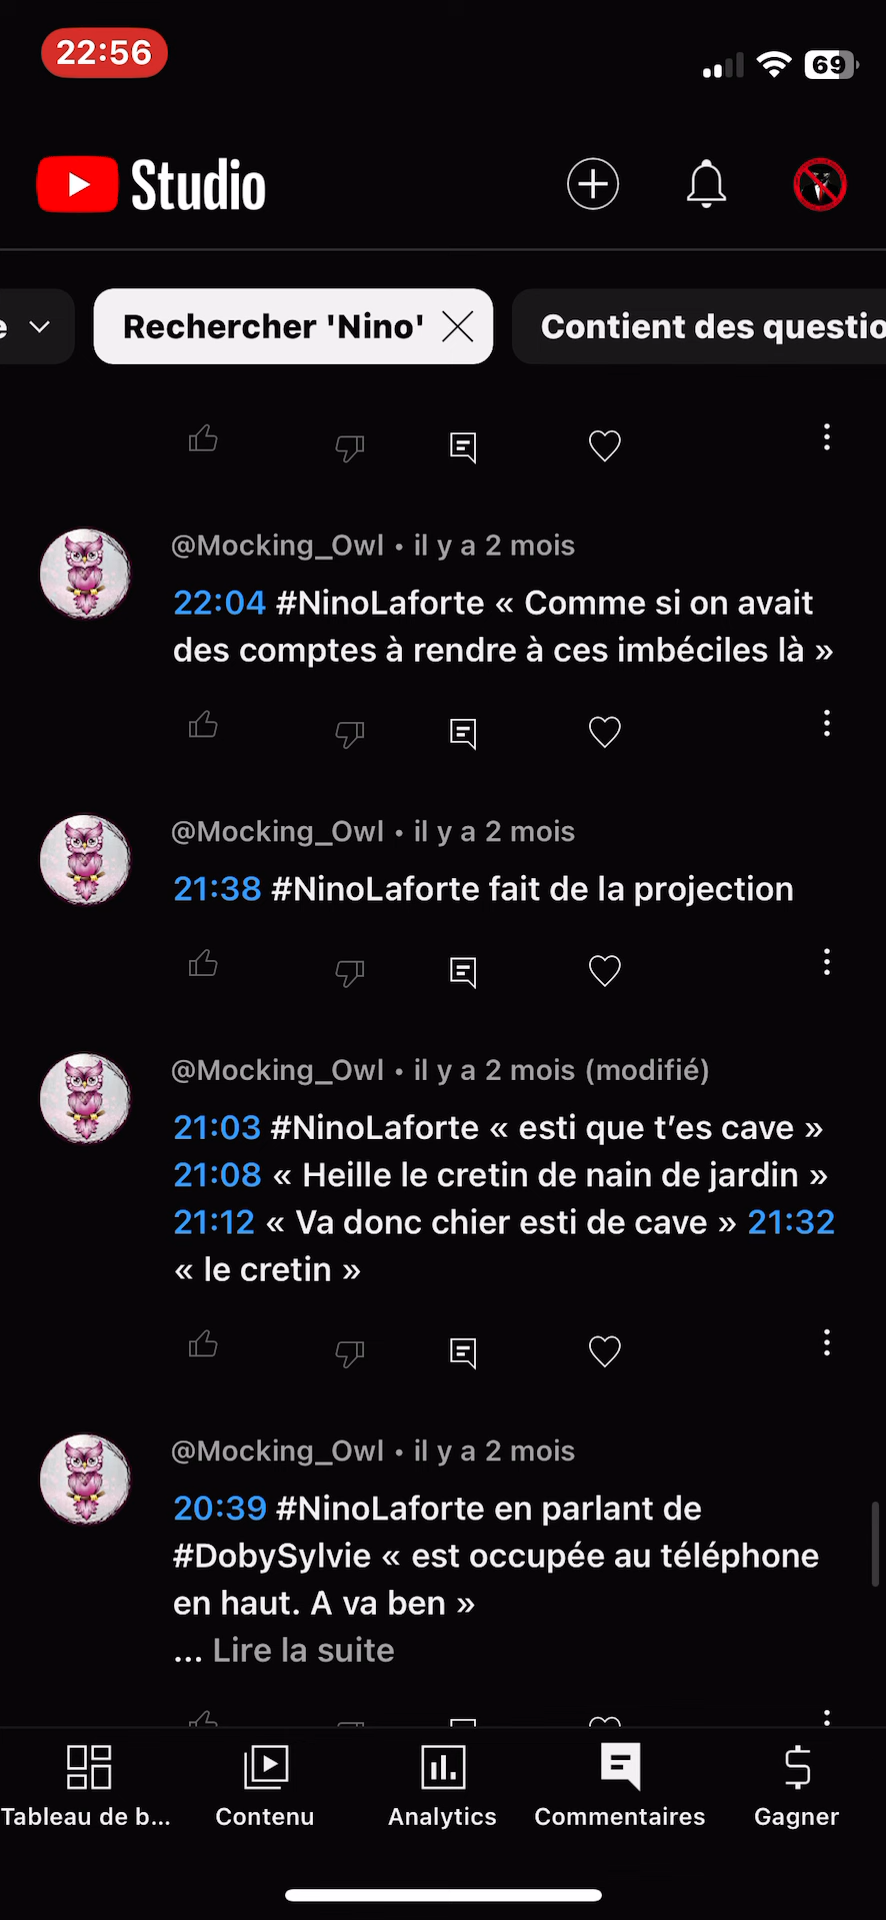 22:56
69
Studio
e
Rechercher 'Nino'
Contient des questio
@Mocking_Owl • il y a 2 mois
22:04 #NinoLaforte « Comme si on avait
des comptes à rendre à ces imbéciles là »
@Mocking_Owl • il y a 2 mois
21:38 #NinoLaforte fait de la projection
@Mocking_Owl • il y a 2 mois (modifié)
21:03 #NinoLaforte « esti que t’es cave »
21:08 « Heille le cretin de nain de jardin »
21:12 « Va donc chier esti de cave » 21:32
« le cretin »
@Mocking_Owl • il y a 2 mois
20:39 #NinoLaforte en parlant de
#DobySylvie « est occupée au téléphone
en haut. A va ben »
... Lire la suite
Tableau de b...
Contenu
Analytics
Commentaires
Gagner